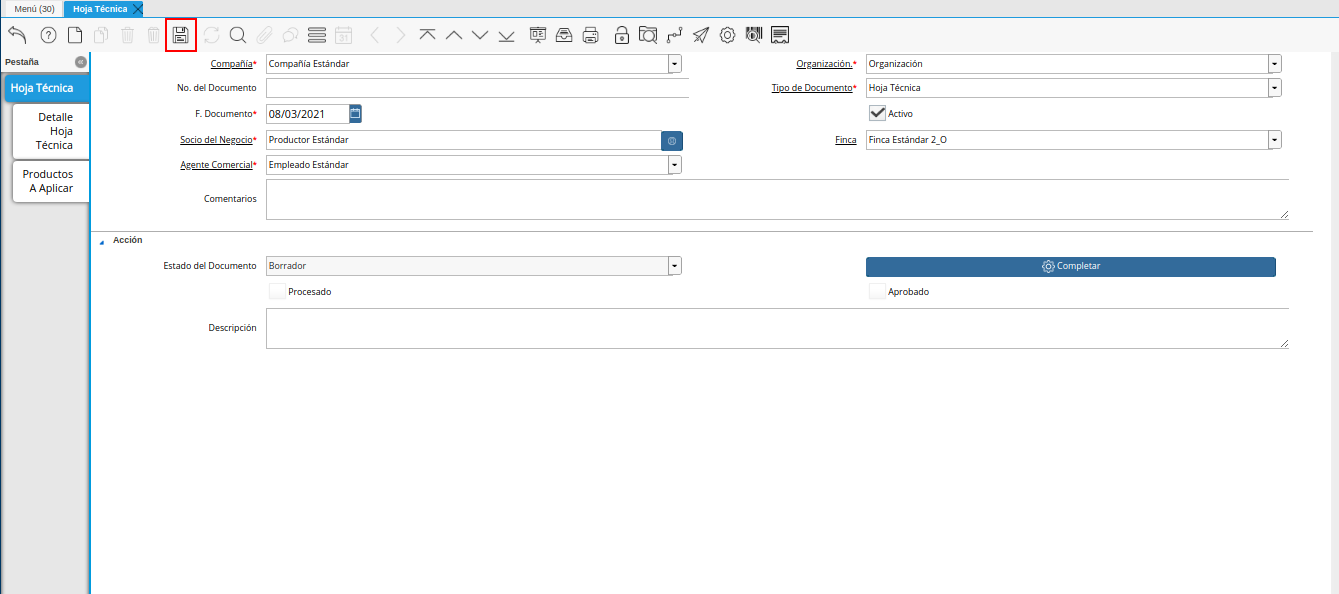 Menú (30) Hoja Técnica
31
Pestaña
Hoja Técnica
Detalle
Hoja
Técnica
Productos
A Aplicar
Compañía* Compañía Estándar Organización.* Organización
No. del Documento Tipo de Documento* Hoja Técnica
F. Documento* 08/03/2021 Activo
Socio del Negocio* Productor Estándar Finca Finca Estándar 2_O
Agente Comercial* Empleado Estándar
Comentarios
Acción
Estado del Documento Borrador Completar
Procesado Aprobado
Descripción